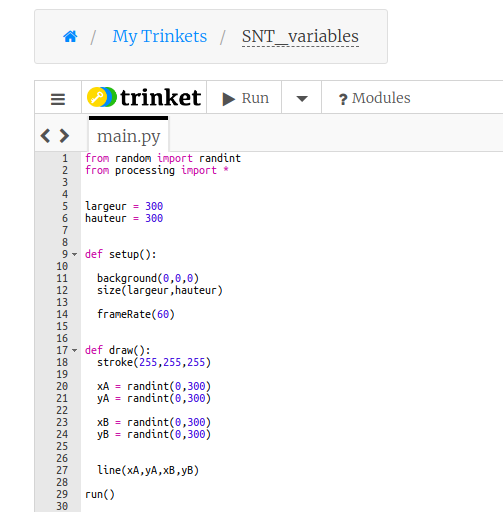 / My Trinkets / SNT_variables
trinket Run ? Modules
main.py
1 from random import randint
2 from processing import *
3
4
5 largeur = 300
6 hauteur = 300
7
8
9 def setup():
10
11 background(0,0,0)
12 size(largeur,hauteur)
13
14 frameRate(60)
15
16
17 def draw():
18 stroke(255,255,255)
19
20 xA = randint(0,300)
21 yA = randint(0,300)
22
23 xB = randint(0,300)
24 yB = randint(0,300)
25
26
27 line(xA,yA,xB,yB)
28
29 run()
30